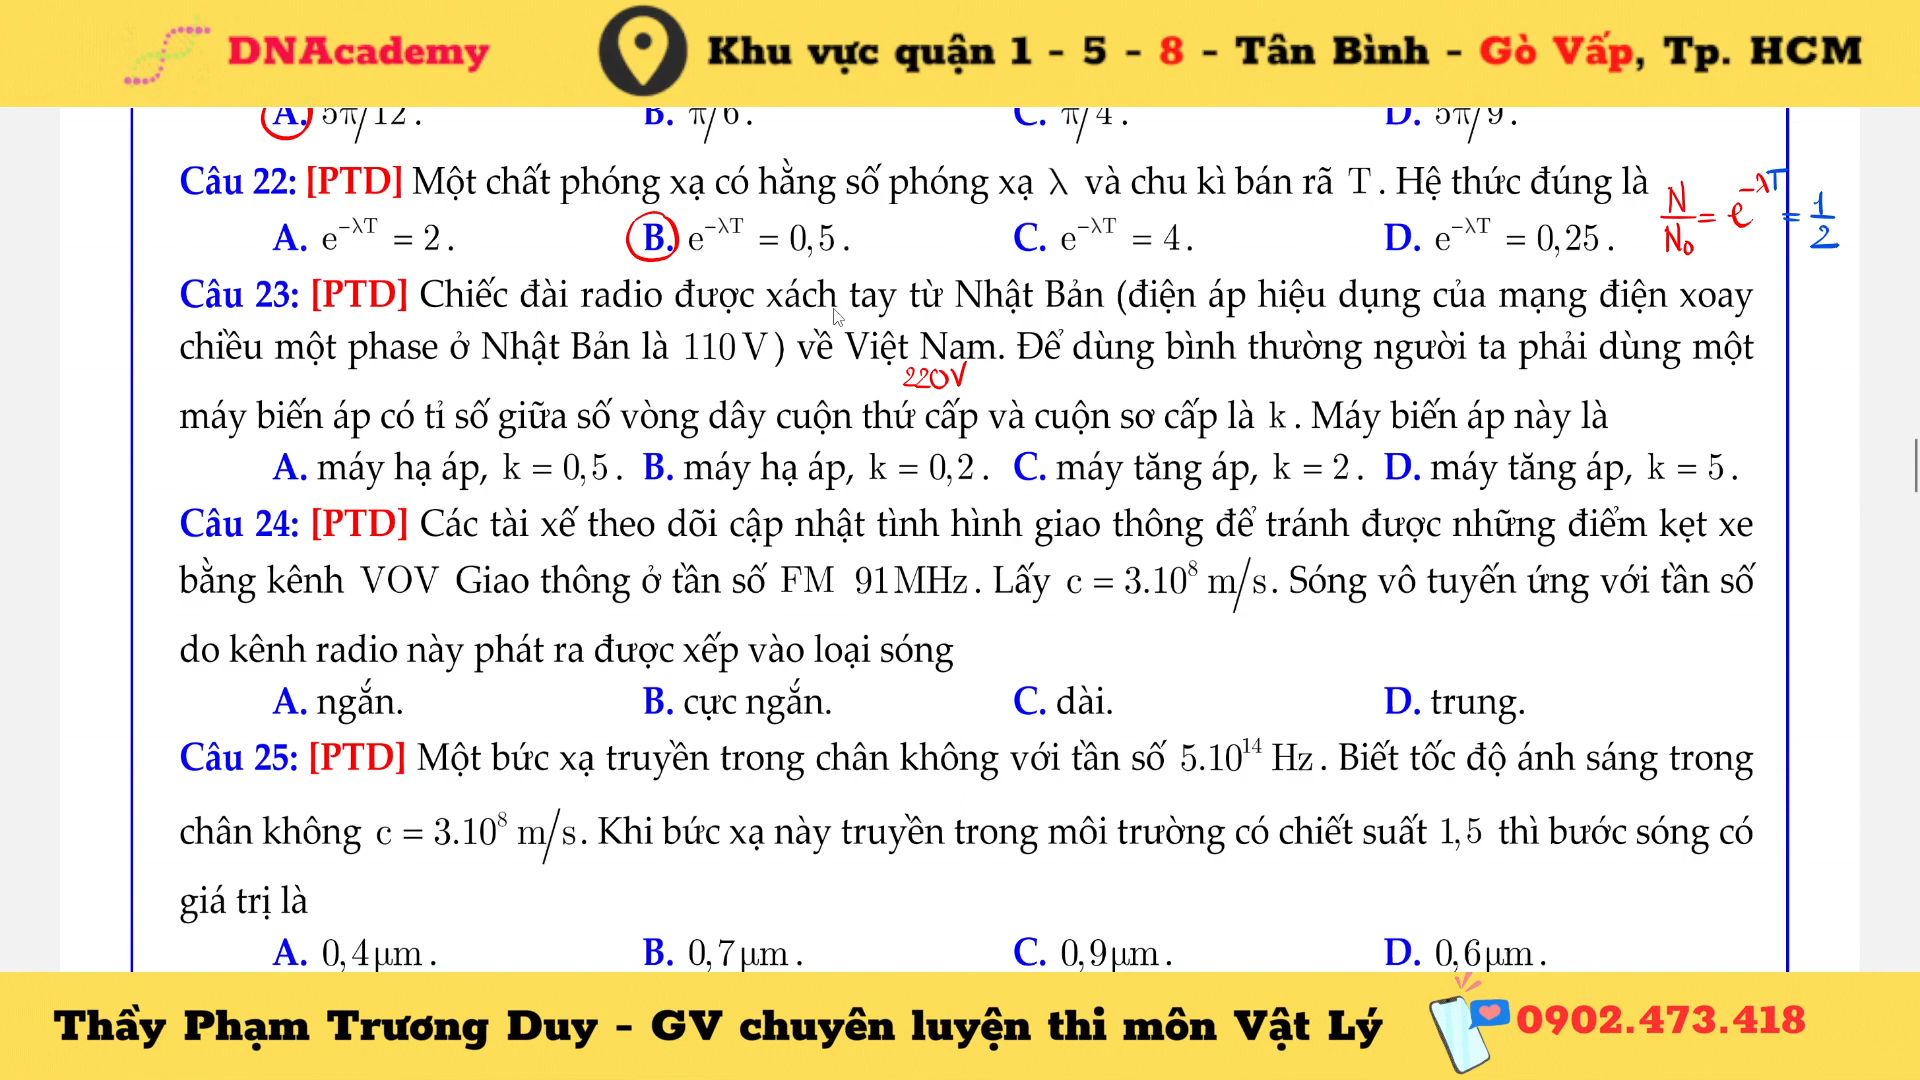 DNAcademy
Khu vực quận 1 - 5 - 8 - Tân Bình - Gò Vấp, Tp. HCM
A. 5π/12. B. π/6. C. π/4. D. 5π/9.
Câu 22: [PTD] Một chất phóng xạ có hằng số phóng xạ λ và chu kì bán rã T. Hệ thức đúng là
N/N₀ = e^(−λT) = 1/2
A. e^(−λT) = 2. B. e^(−λT) = 0,5. C. e^(−λT) = 4. D. e^(−λT) = 0,25.
Câu 23: [PTD] Chiếc đài radio được xách tay từ Nhật Bản (điện áp hiệu dụng của mạng điện xoay
chiều một phase ở Nhật Bản là 110 V) về Việt Nam. Để dùng bình thường người ta phải dùng một
220V
máy biến áp có tỉ số giữa số vòng dây cuộn thứ cấp và cuộn sơ cấp là k. Máy biến áp này là
A. máy hạ áp, k = 0,5. B. máy hạ áp, k = 0,2. C. máy tăng áp, k = 2. D. máy tăng áp, k = 5.
Câu 24: [PTD] Các tài xế theo dõi cập nhật tình hình giao thông để tránh được những điểm kẹt xe
bằng kênh VOV Giao thông ở tần số FM 91 MHz. Lấy c = 3.10⁸ m/s. Sóng vô tuyến ứng với tần số
do kênh radio này phát ra được xếp vào loại sóng
A. ngắn. B. cực ngắn. C. dài. D. trung.
Câu 25: [PTD] Một bức xạ truyền trong chân không với tần số 5.10¹⁴ Hz. Biết tốc độ ánh sáng trong
chân không c = 3.10⁸ m/s. Khi bức xạ này truyền trong môi trường có chiết suất 1,5 thì bước sóng có
giá trị là
A. 0,4 μm. B. 0,7 μm. C. 0,9 μm. D. 0,6 μm.
Thầy Phạm Trương Duy - GV chuyên luyện thi môn Vật Lý
0902.473.418